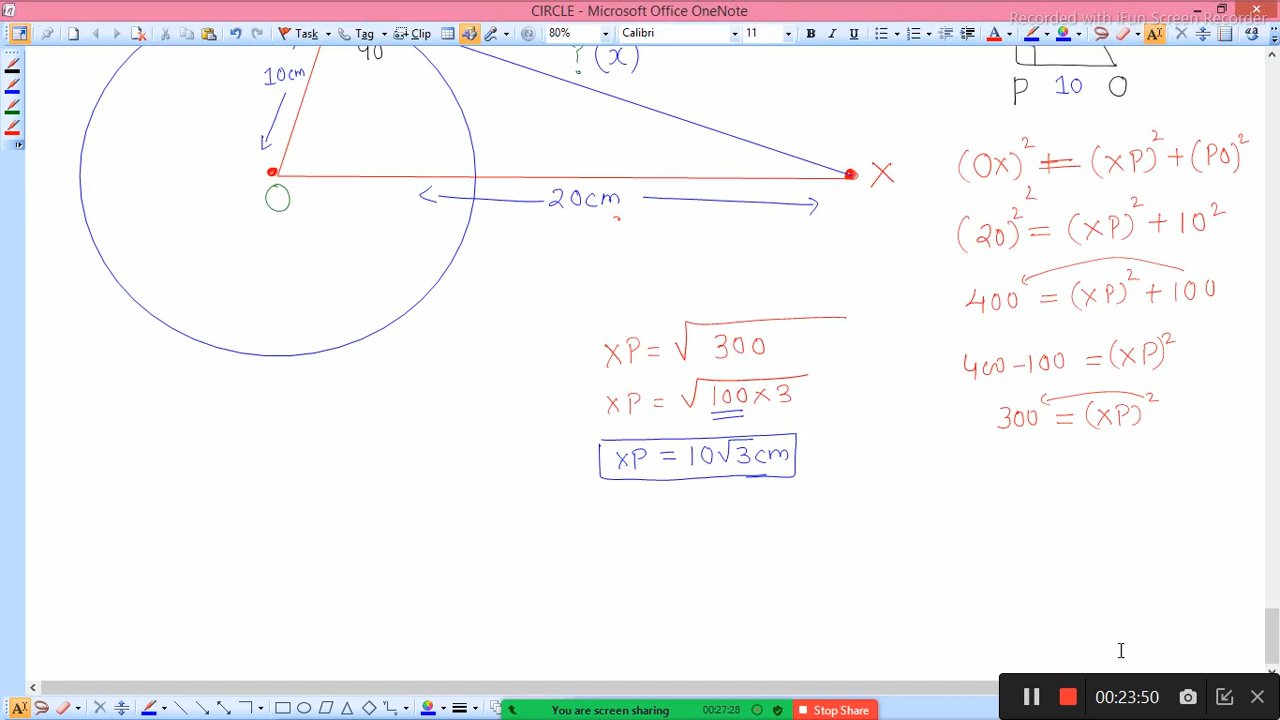 CIRCLE - Microsoft Office OneNote
Recorded with iFun Screen Recorder
Task
Tag
Clip
80%
Calibri
11
B I U
A
A
90
? (x)
10cm
P 10 O
X
O
20cm
(OX)² = (XP)² + (PO)²
(20)² = (XP)² + 10²
400 = (XP)² + 100
400 - 100 = (XP)²
300 = (XP)²
XP = √300
XP = √100 × 3
XP = 10√3 cm
You are screen sharing
00:27:28
Stop Share
00:23:50